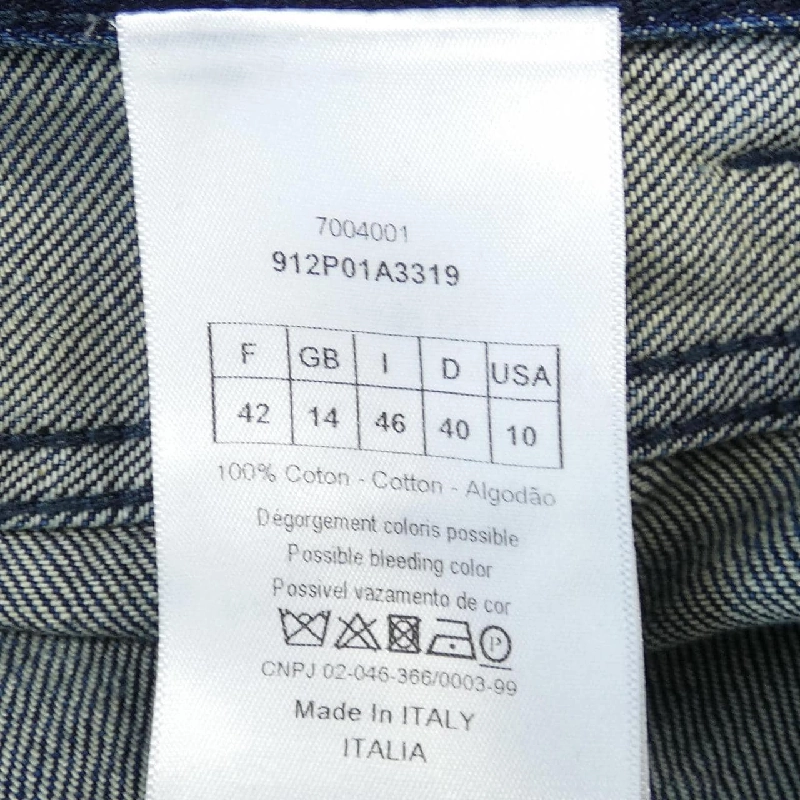 7004001
912P01A3319
F GB I D USA
42 14 46 40 10
100% Coton - Cotton - Algodão
Dégorgement coloris possible
Possible bleeding color
Possivel vazamento de cor
P
CNPJ 02-046-366/0003-99
Made In ITALY
ITALIA